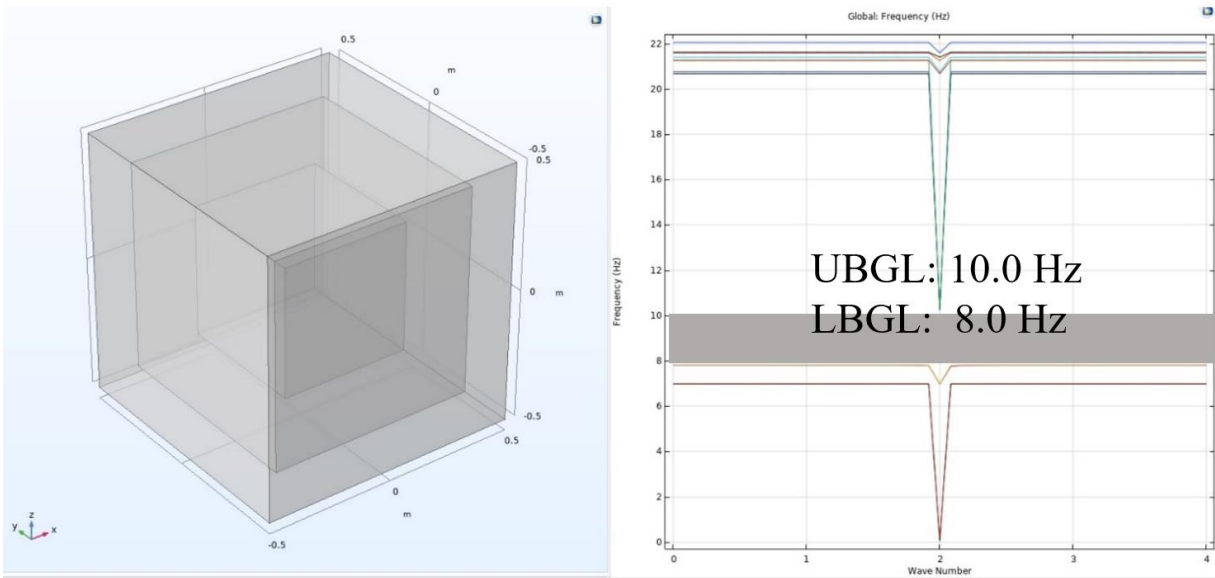 0.5
m
0
-0.5
0.5
0
m
-0.5
0.5
0
m
-0.5
z
y
x
Global: Frequency (Hz)
22
20
18
16
14
12
10
8
6
4
2
0
Frequency (Hz)
UBGL: 10.0 Hz
LBGL: 8.0 Hz
0 1 2 3 4
Wave Number